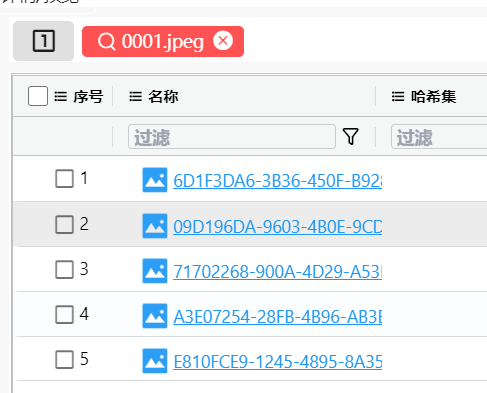 1
0001.jpeg
序号 名称 哈希集
过滤 过滤
1 6D1F3DA6-3B36-450F-B928
2 09D196DA-9603-4B0E-9CD
3 71702268-900A-4D29-A53
4 A3E07254-28FB-4B96-AB3E
5 E810FCE9-1245-4895-8A35